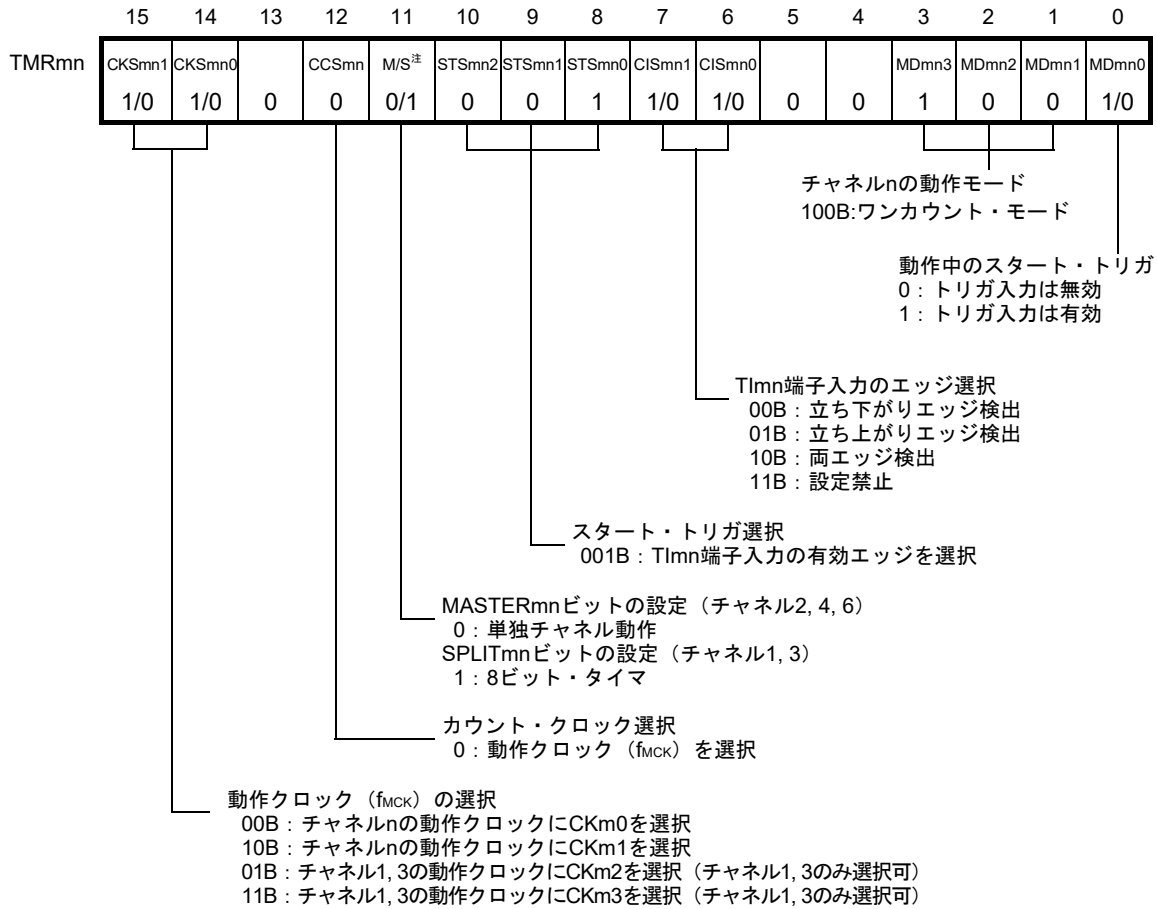 15 14 13 12 11 10 9 8 7 6 5 4 3 2 1 0
TMRmn CKSmn1 CKSmn0 CCSmn M/S注 STSmn2 STSmn1 STSmn0 CISmn1 CISmn0 MDmn3 MDmn2 MDmn1 MDmn0
1/0 1/0 0 0 0/1 0 0 1 1/0 1/0 0 0 1 0 0 1/0
チャネルnの動作モード
100B:ワンカウント・モード
動作中のスタート・トリガ
0：トリガ入力は無効
1：トリガ入力は有効
TImn端子入力のエッジ選択
00B：立ち下がりエッジ検出
01B：立ち上がりエッジ検出
10B：両エッジ検出
11B：設定禁止
スタート・トリガ選択
001B：TImn端子入力の有効エッジを選択
MASTERmnビットの設定（チャネル2, 4, 6）
0：単独チャネル動作
SPLITmnビットの設定（チャネル1, 3）
1：8ビット・タイマ
カウント・クロック選択
0：動作クロック（fMCK）を選択
動作クロック（fMCK）の選択
00B：チャネルnの動作クロックにCKm0を選択
10B：チャネルnの動作クロックにCKm1を選択
01B：チャネル1, 3の動作クロックにCKm2を選択（チャネル1, 3のみ選択可）
11B：チャネル1, 3の動作クロックにCKm3を選択（チャネル1, 3のみ選択可）